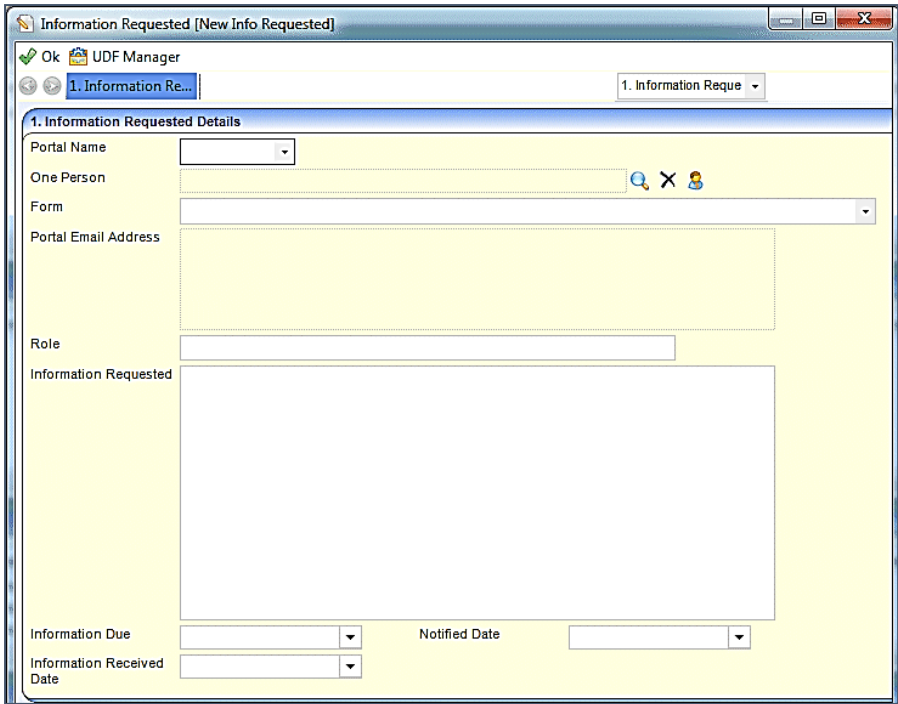 Information Requested [New Info Requested]
Ok UDF Manager
1. Information Re... 1. Information Reque
1. Information Requested Details
Portal Name
One Person
Form
Portal Email Address
Role
Information Requested
Information Due Notified Date
Information Received
Date